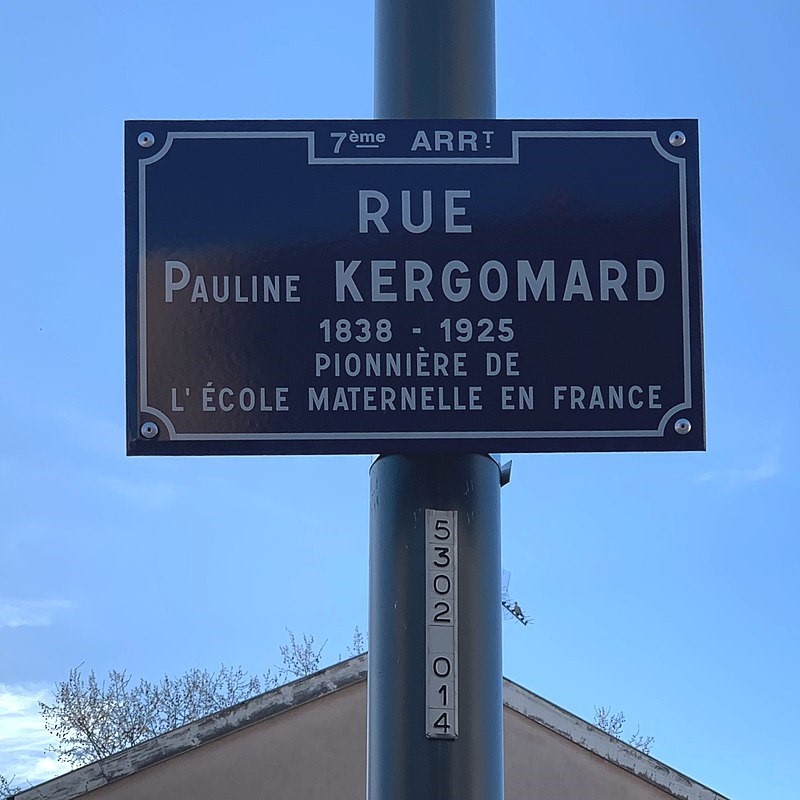 7ème ARRT
RUE
PAULINE KERGOMARD
1838 - 1925
PIONNIÈRE DE
L'ÉCOLE MATERNELLE EN FRANCE
5302 014